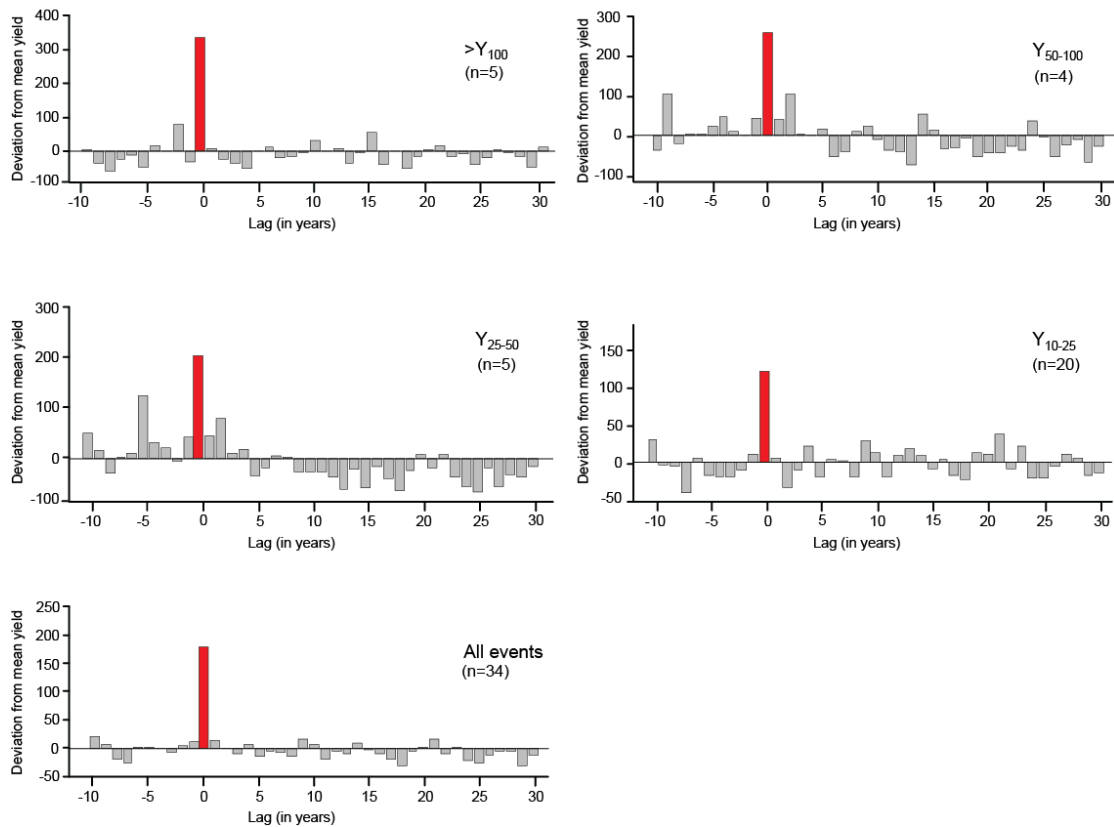 400
300
200
100
0
-100
Deviation from mean yield
>Y100
(n=5)
-10 -5 0 5 10 15 20 25 30
Lag (in years)
300
200
100
0
-100
Deviation from mean yield
Y50-100
(n=4)
-10 -5 0 5 10 15 20 25 30
Lag (in years)
300
200
100
0
-100
Deviation from mean yield
Y25-50
(n=5)
-10 -5 0 5 10 15 20 25 30
Lag (in years)
150
100
50
0
-50
Deviation from mean yield
Y10-25
(n=20)
-10 -5 0 5 10 15 20 25 30
Lag (in years)
250
200
150
100
50
0
-50
Deviation from mean yield
All events
(n=34)
-10 -5 0 5 10 15 20 25 30
Lag (in years)